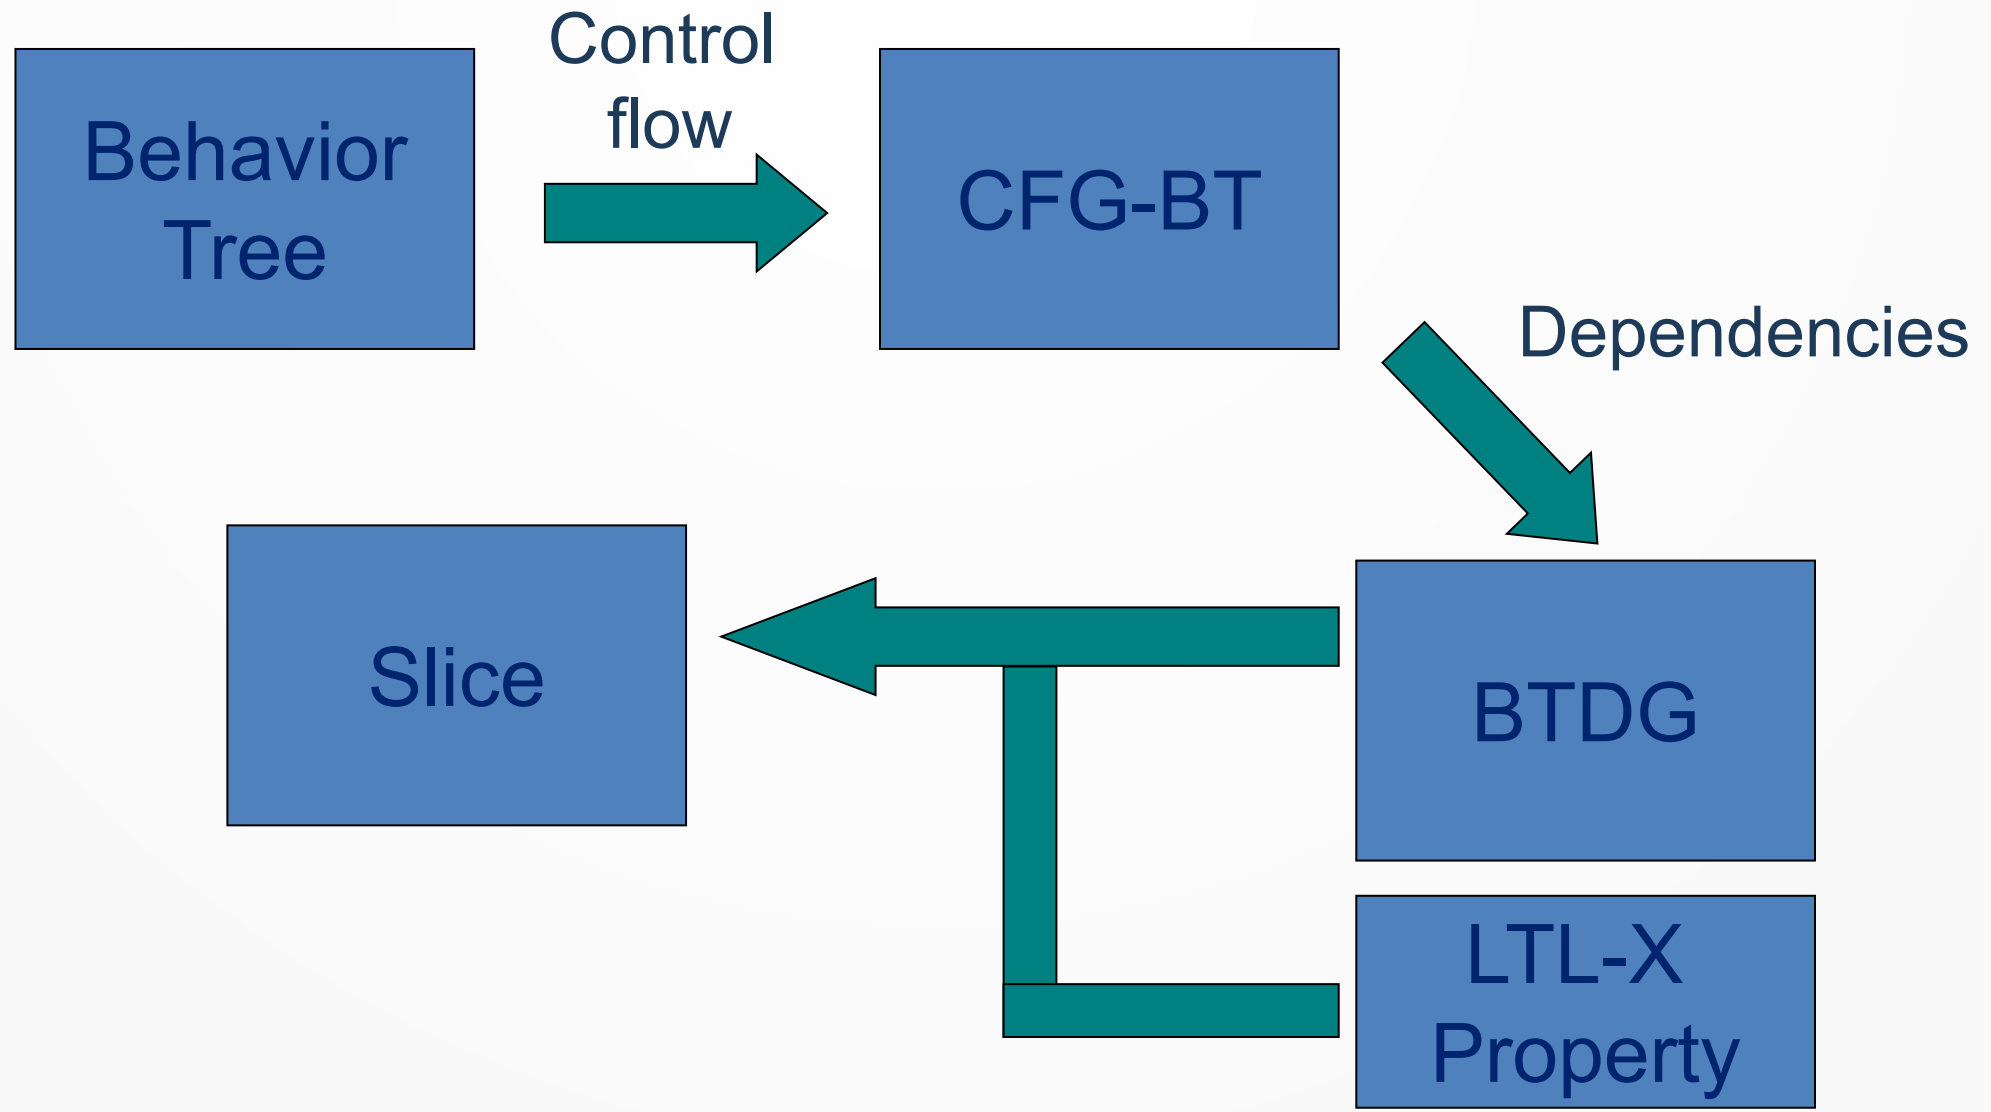 Control
flow
Behavior
Tree
CFG-BT
Dependencies
Slice
BTDG
LTL-X
Property